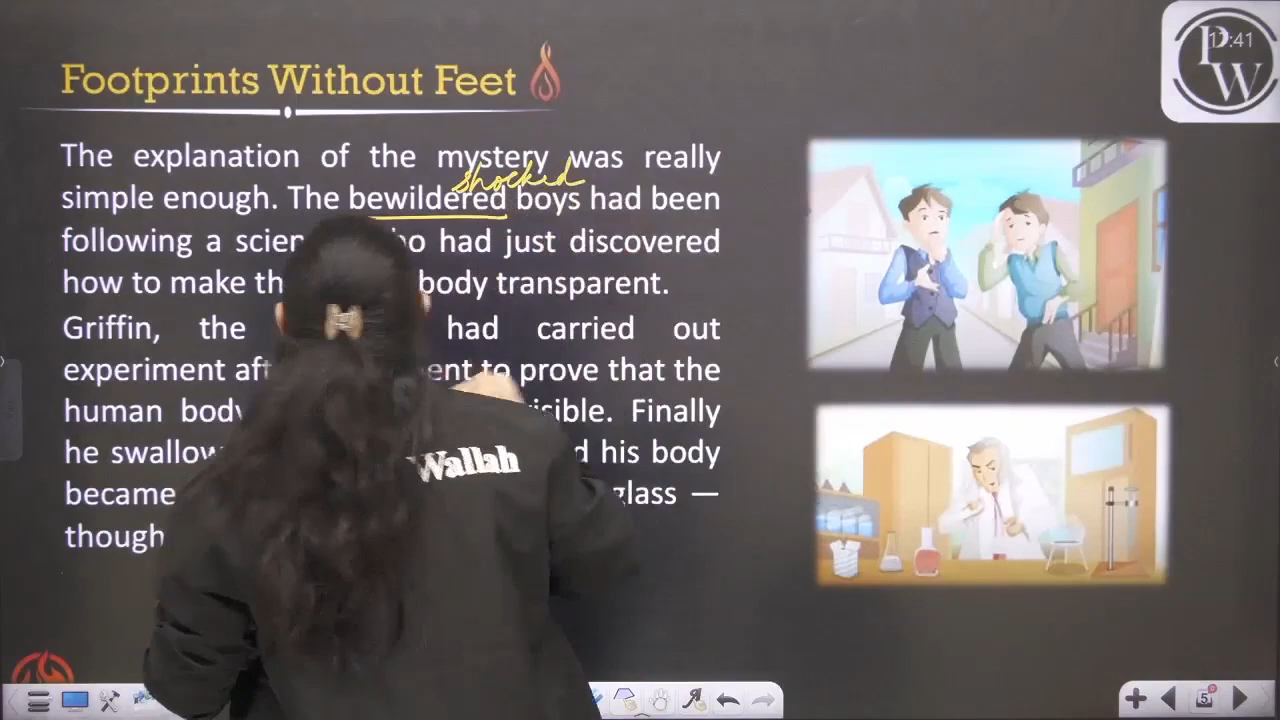 Footprints Without Feet
P W
17:41
The explanation of the mystery was really
shocked
simple enough. The bewildered boys had been
following a scien ho had just discovered
how to make th body transparent.
Griffin, the had carried out
experiment aft ent to prove that the
human body isible. Finally
he swallow d his body
became glass —
though
Wallah
5